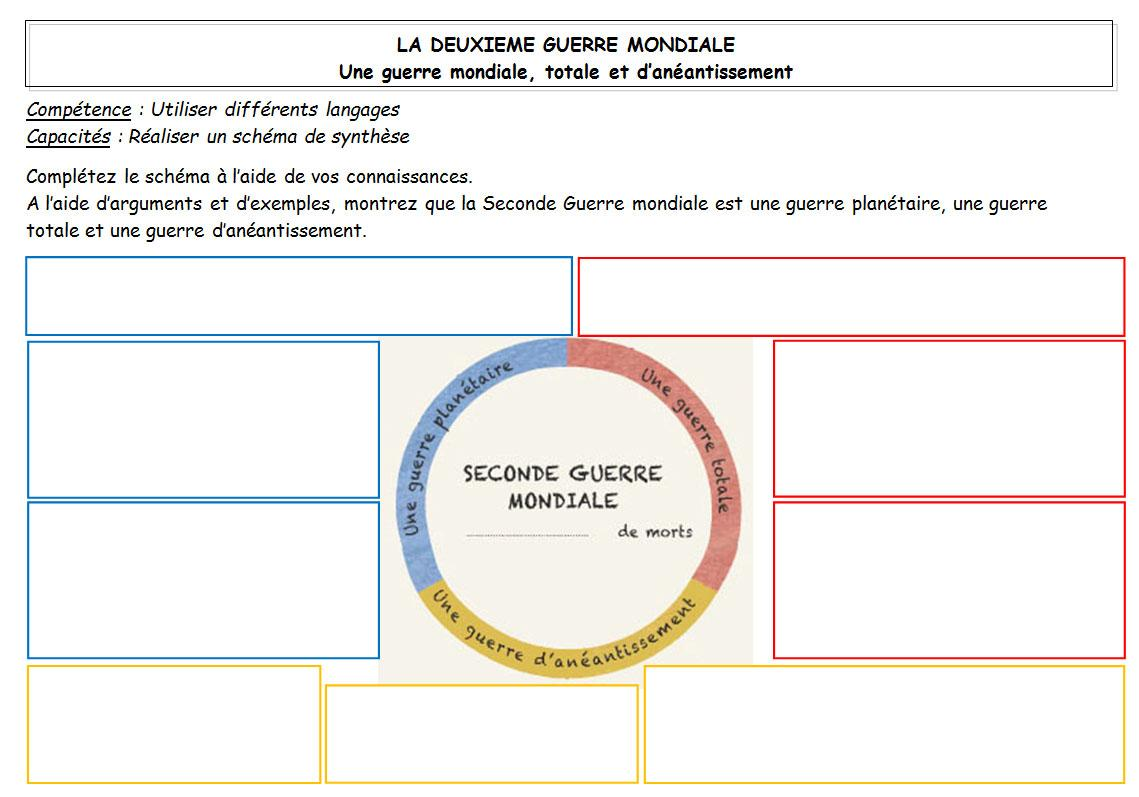 LA DEUXIEME GUERRE MONDIALE
Une guerre mondiale, totale et d’anéantissement
Compétence : Utiliser différents langages
Capacités : Réaliser un schéma de synthèse
Complétez le schéma à l’aide de vos connaissances.
A l’aide d’arguments et d’exemples, montrez que la Seconde Guerre mondiale est une guerre planétaire, une guerre
totale et une guerre d’anéantissement.
Une guerre planétaire
Une guerre totale
SECONDE GUERRE
MONDIALE
.................................... de morts
Une guerre d’anéantissement